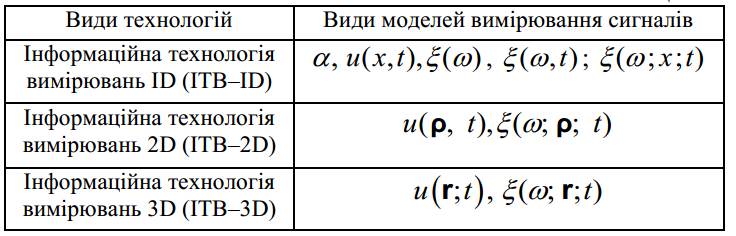 Види технологій
Види моделей вимірювання сигналів
Інформаційна технологія
вимірювань ID (ІТВ–ID)
α, u(x,t),ξ(ω), ξ(ω,t); ξ(ω;x;t)
Інформаційна технологія
вимірювань 2D (ІТВ–2D)
u(ρ, t),ξ(ω; ρ; t)
Інформаційна технологія
вимірювань 3D (ІТВ–3D)
u(r;t), ξ(ω; r;t)